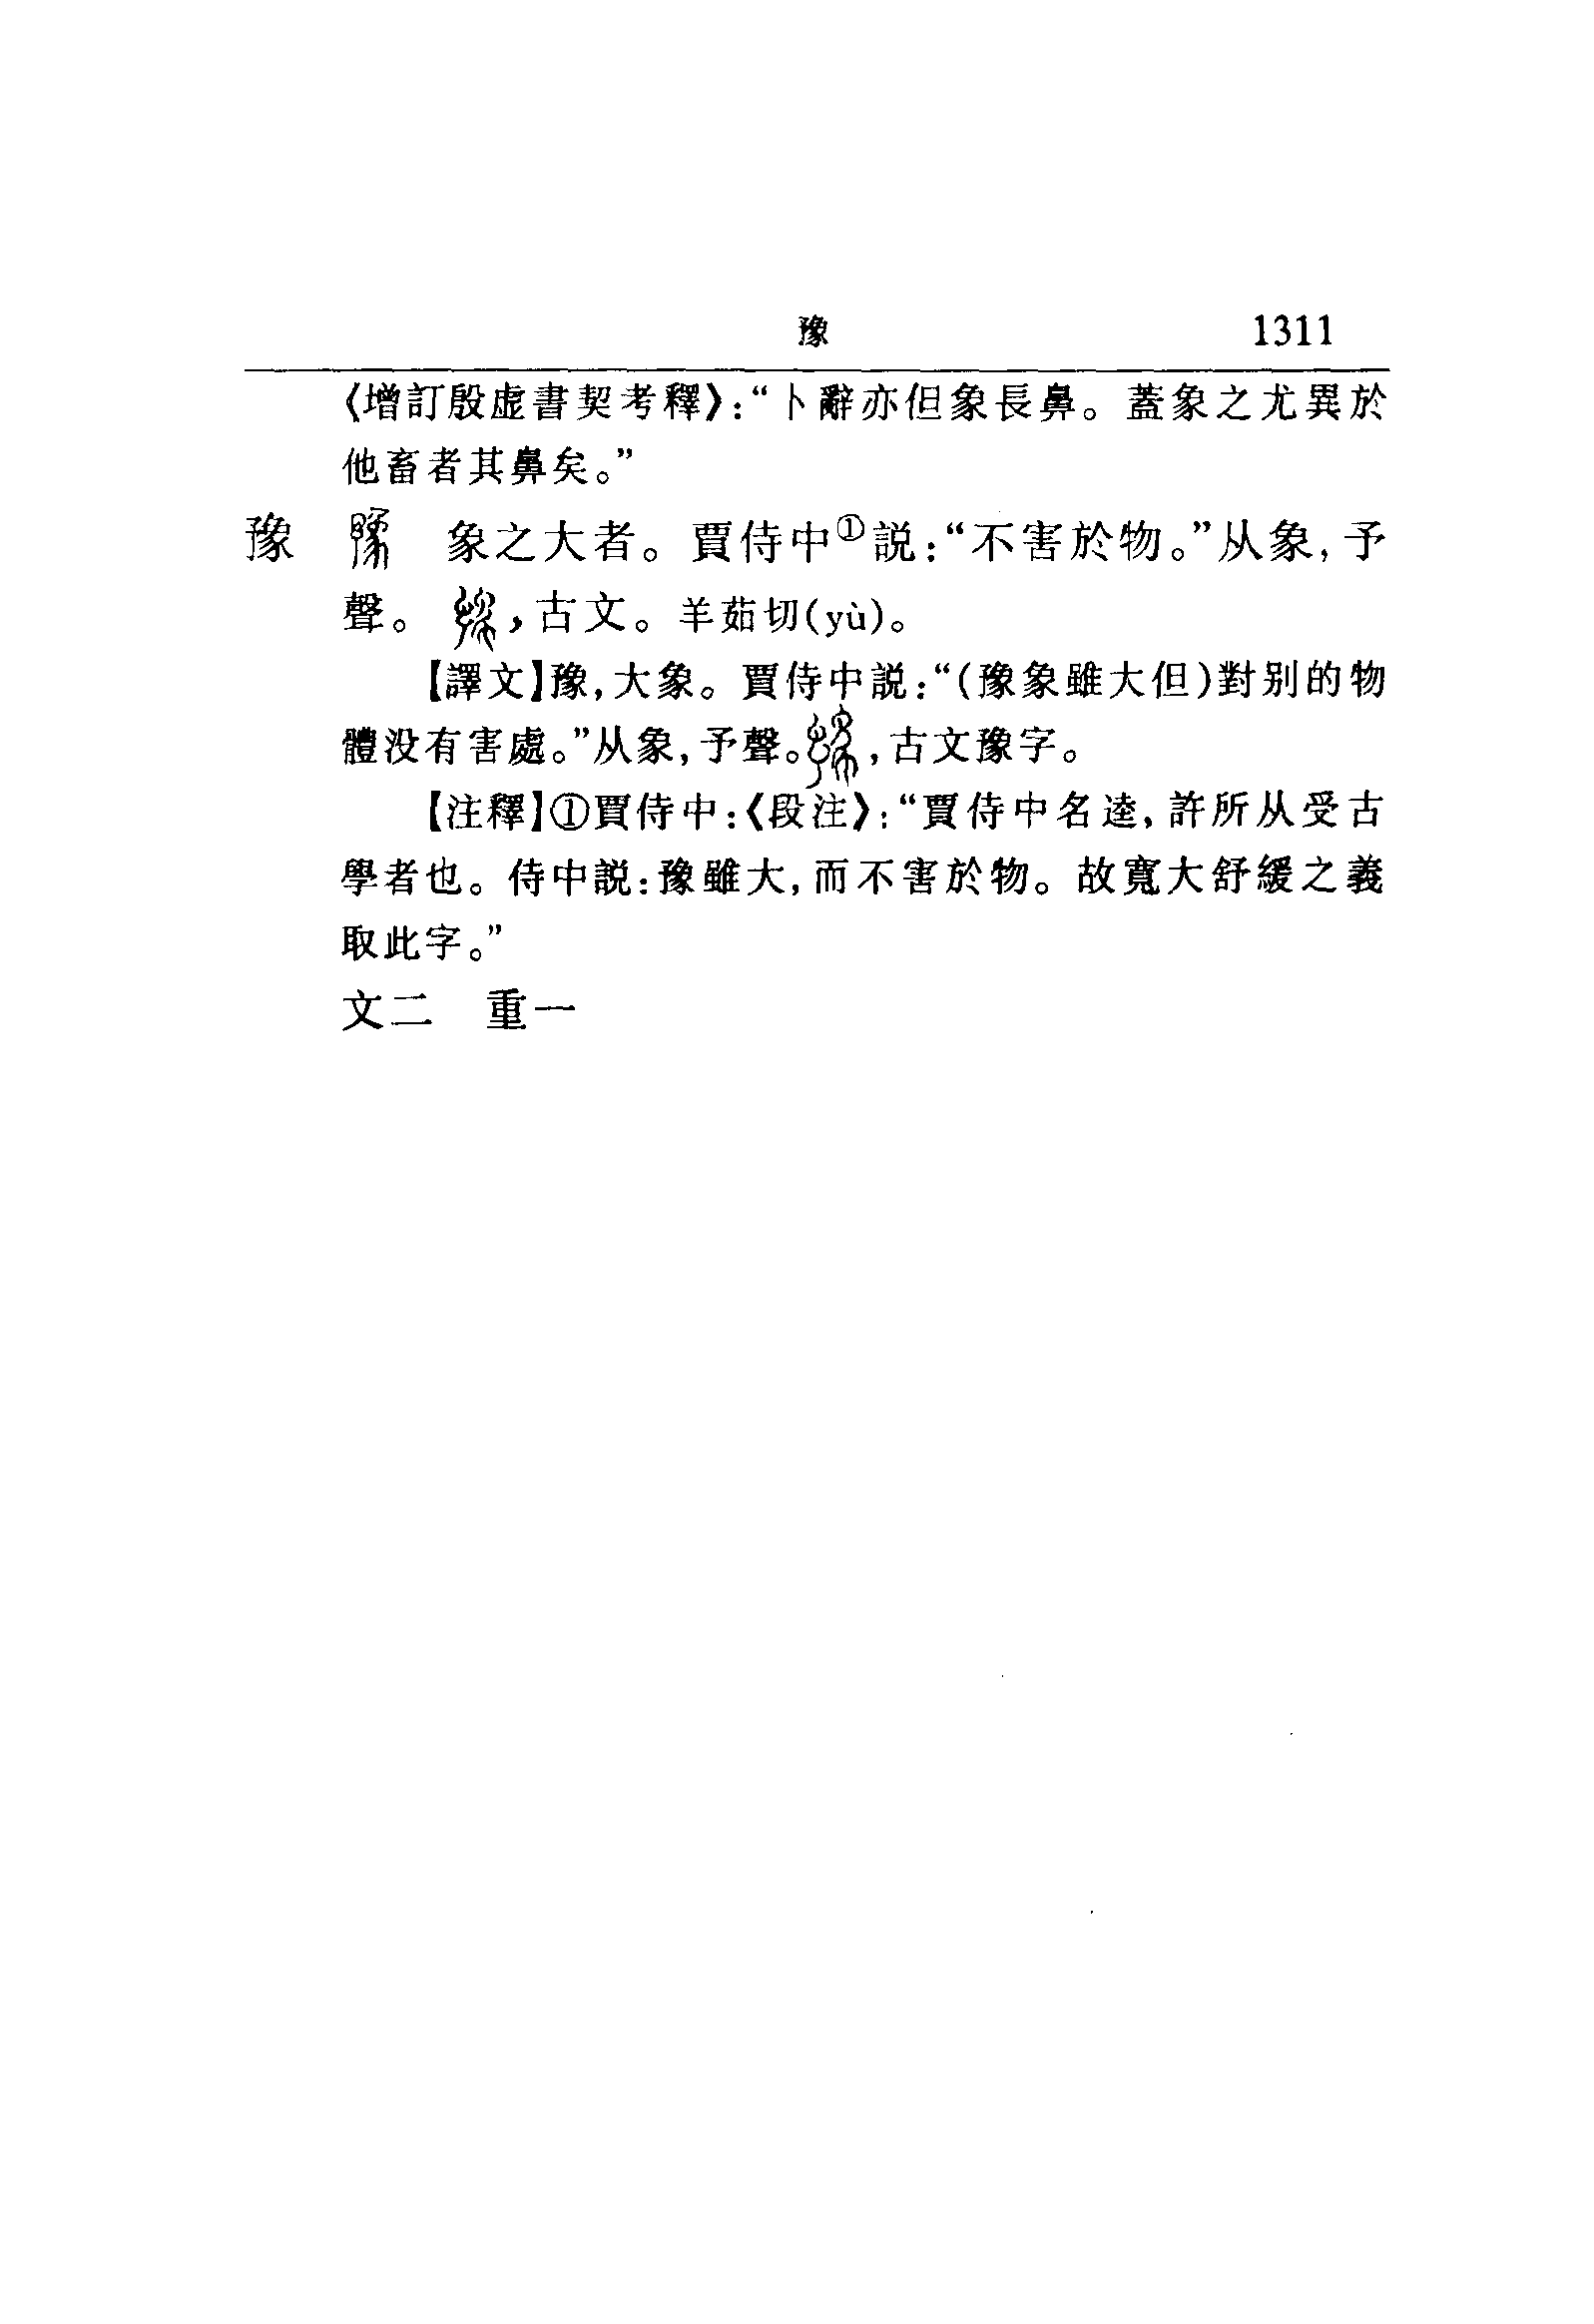 豫 1311
《增訂殷虚書契考釋》：“卜辭亦但象長鼻。蓋象之尤異於
他畜者其鼻矣。”
豫 象之大者。賈侍中①説：“不害於物。”从象，予
聲。 ，古文。羊茹切(yù)。
【譯文】豫，大象。賈侍中説：“(豫象雖大但)對别的物
體没有害處。”从象，予聲。 ，古文豫字。
【注釋】①賈侍中：《段注》：“賈侍中名逵，許所从受古
學者也。侍中説：豫雖大，而不害於物。故寬大舒緩之義
取此字。”
文二 重一